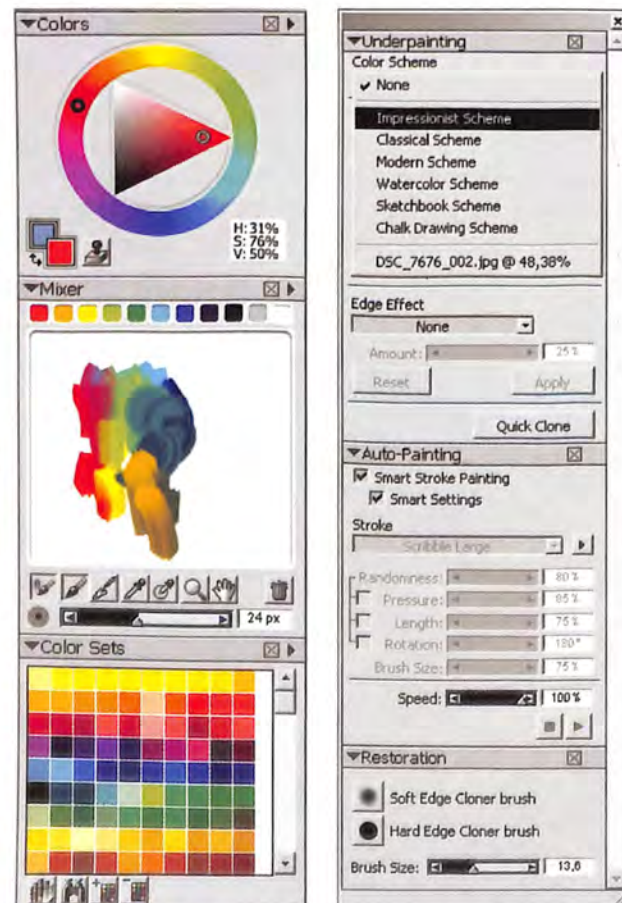 Colors
H: 31%
S: 76%
V: 50%
Mixer
24 px
Color Sets
Underpainting
Color Scheme
None
Impressionist Scheme
Classical Scheme
Modern Scheme
Watercolor Scheme
Sketchbook Scheme
Chalk Drawing Scheme
DSC_7676_002.jpg @ 48,38%
Edge Effect
None
Amount: 25%
Reset Apply
Quick Clone
Auto-Painting
Smart Stroke Painting
Smart Settings
Stroke
Scribble Large
Randomness: 80%
Pressure: 85%
Length: 75%
Rotation: 180°
Brush Size: 75%
Speed: 100%
Restoration
Soft Edge Cloner brush
Hard Edge Cloner brush
Brush Size: 13,6